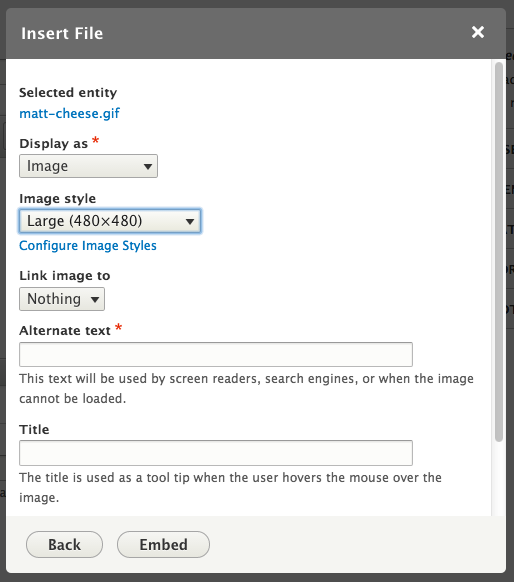 Insert File ×
Selected entity
matt-cheese.gif
Display as *
Image
Image style
Large (480×480)
Configure Image Styles
Link image to
Nothing
Alternate text *
This text will be used by screen readers, search engines, or when the image
cannot be loaded.
Title
The title is used as a tool tip when the user hovers the mouse over the
image.
Back Embed